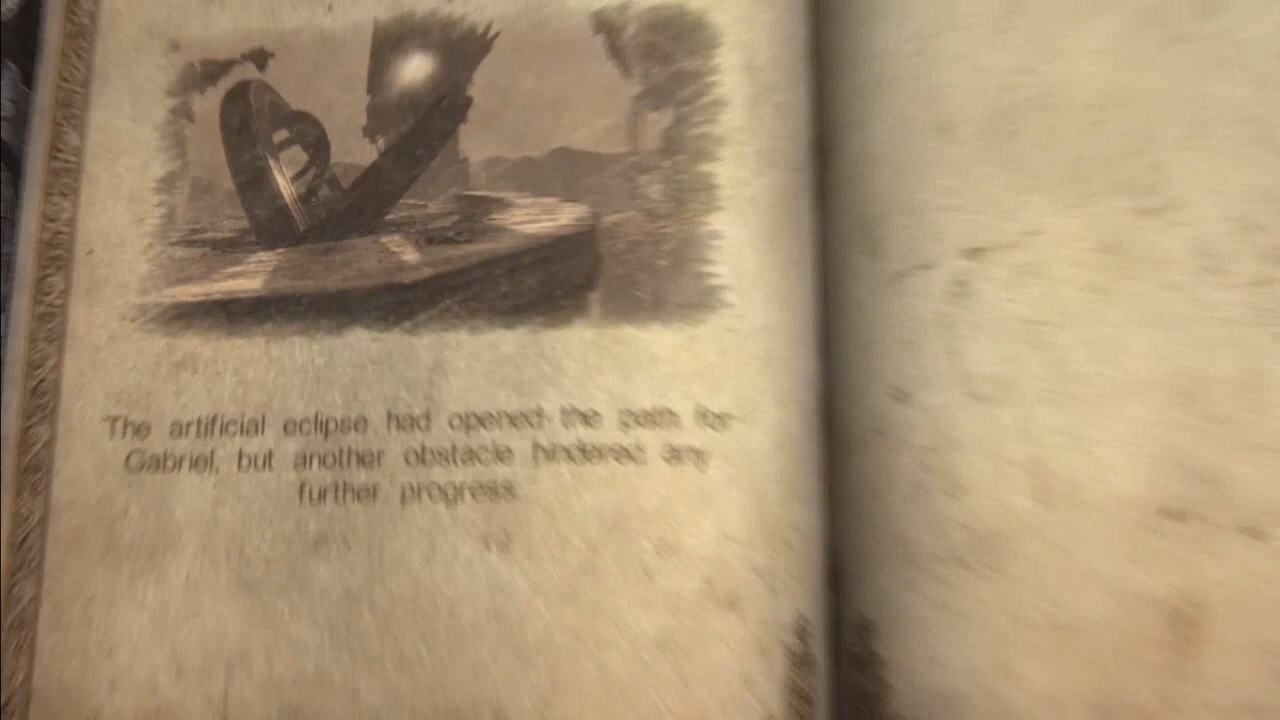 The artificial eclipse had opened the path for
Gabriel, but another obstacle hindered any
further progress.